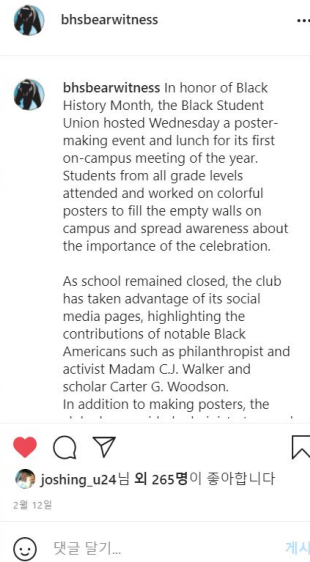 bhsbearwitness
bhsbearwitness In honor of Black
History Month, the Black Student
Union hosted Wednesday a poster-
making event and lunch for its first
on-campus meeting of the year.
Students from all grade levels
attended and worked on colorful
posters to fill the empty walls on
campus and spread awareness about
the importance of the celebration.
As school remained closed, the club
has taken advantage of its social
media pages, highlighting the
contributions of notable Black
Americans such as philanthropist and
activist Madam C.J. Walker and
scholar Carter G. Woodson.
In addition to making posters, the
joshing_u24님 외 265명이 좋아합니다
2월 12일
댓글 달기...
게시